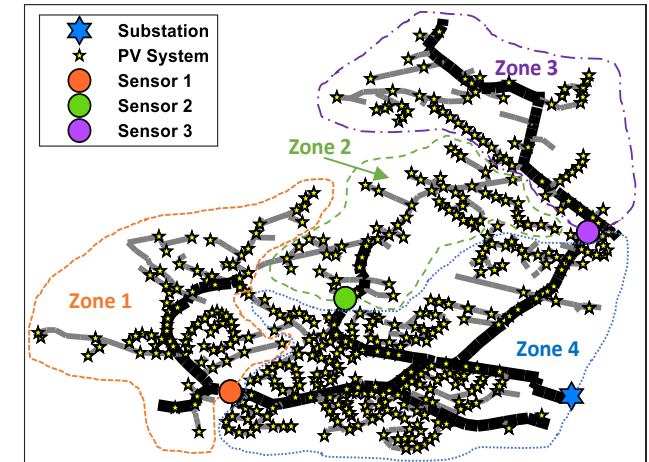 Substation
PV System
Sensor 1
Sensor 2
Sensor 3
Zone 3
Zone 2
Zone 1
Zone 4